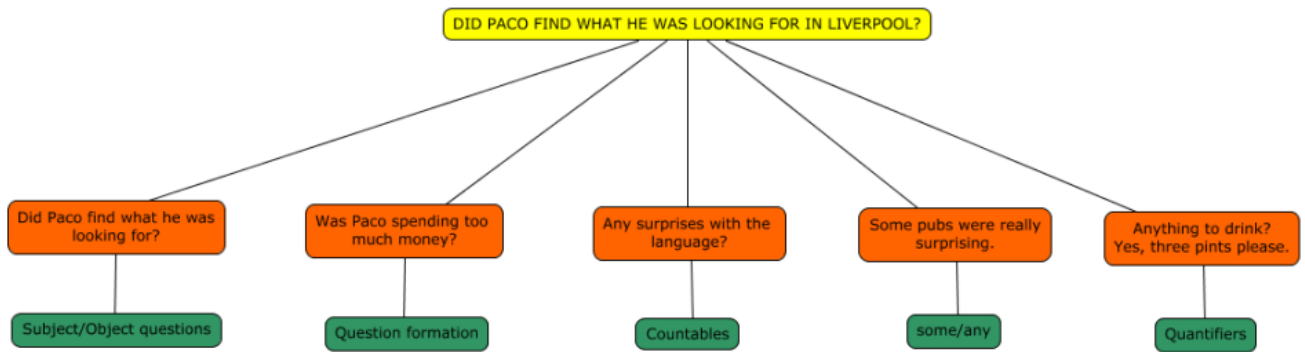 DID PACO FIND WHAT HE WAS LOOKING FOR IN LIVERPOOL?
Did Paco find what he was
looking for?
Was Paco spending too
much money?
Any surprises with the
language?
Some pubs were really
surprising.
Anything to drink?
Yes, three pints please.
Subject/Object questions
Question formation
Countables
some/any
Quantifiers